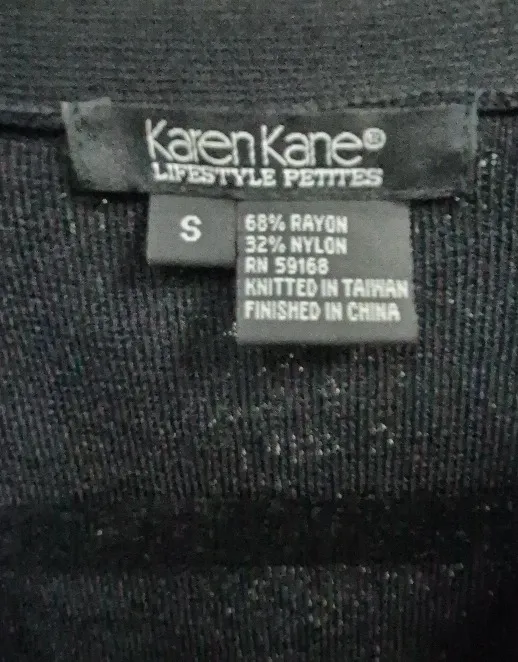 Karen Kane®
LIFESTYLE PETITES
S
68% RAYON
32% NYLON
RN 59168
KNITTED IN TAIWAN
FINISHED IN CHINA